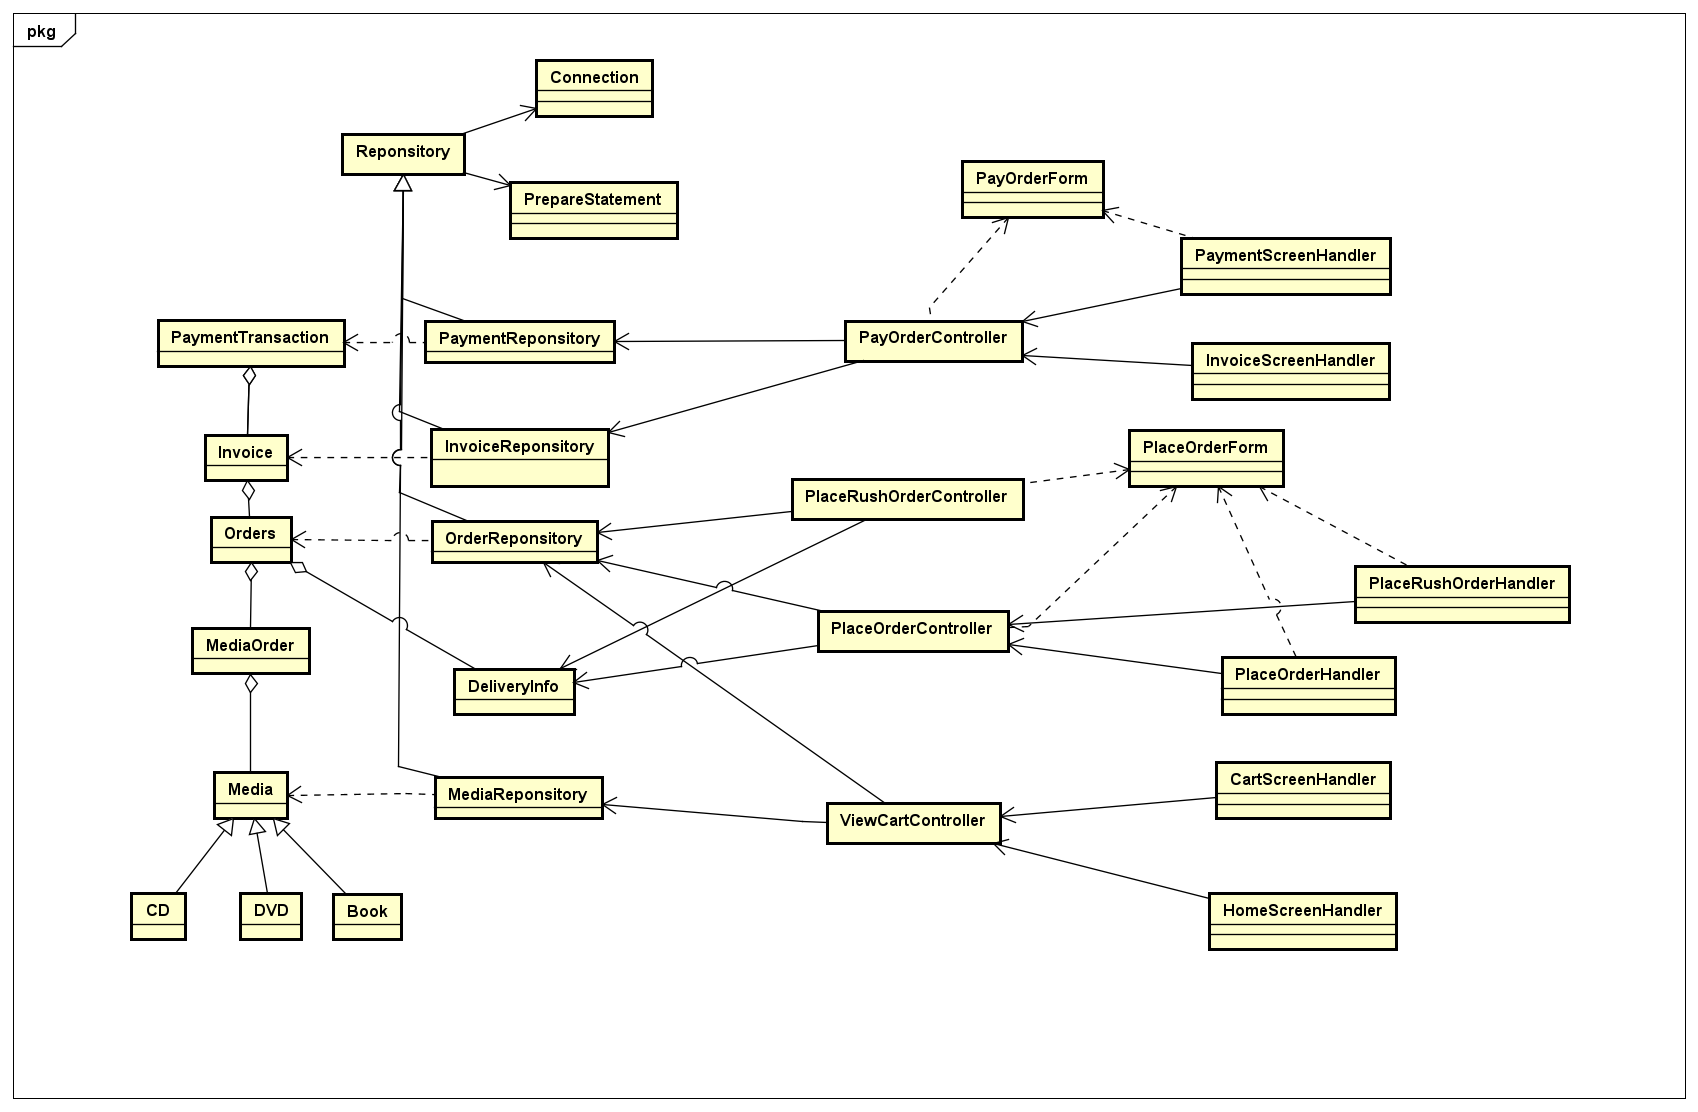 pkg
Connection
Reponsitory
PrepareStatement
PayOrderForm
PaymentScreenHandler
PaymentTransaction
PaymentReponsitory
PayOrderController
InvoiceScreenHandler
Invoice
InvoiceReponsitory
PlaceOrderForm
PlaceRushOrderController
Orders
OrderReponsitory
PlaceRushOrderHandler
MediaOrder
PlaceOrderController
DeliveryInfo
PlaceOrderHandler
Media
MediaReponsitory
CartScreenHandler
ViewCartController
CD
DVD
Book
HomeScreenHandler